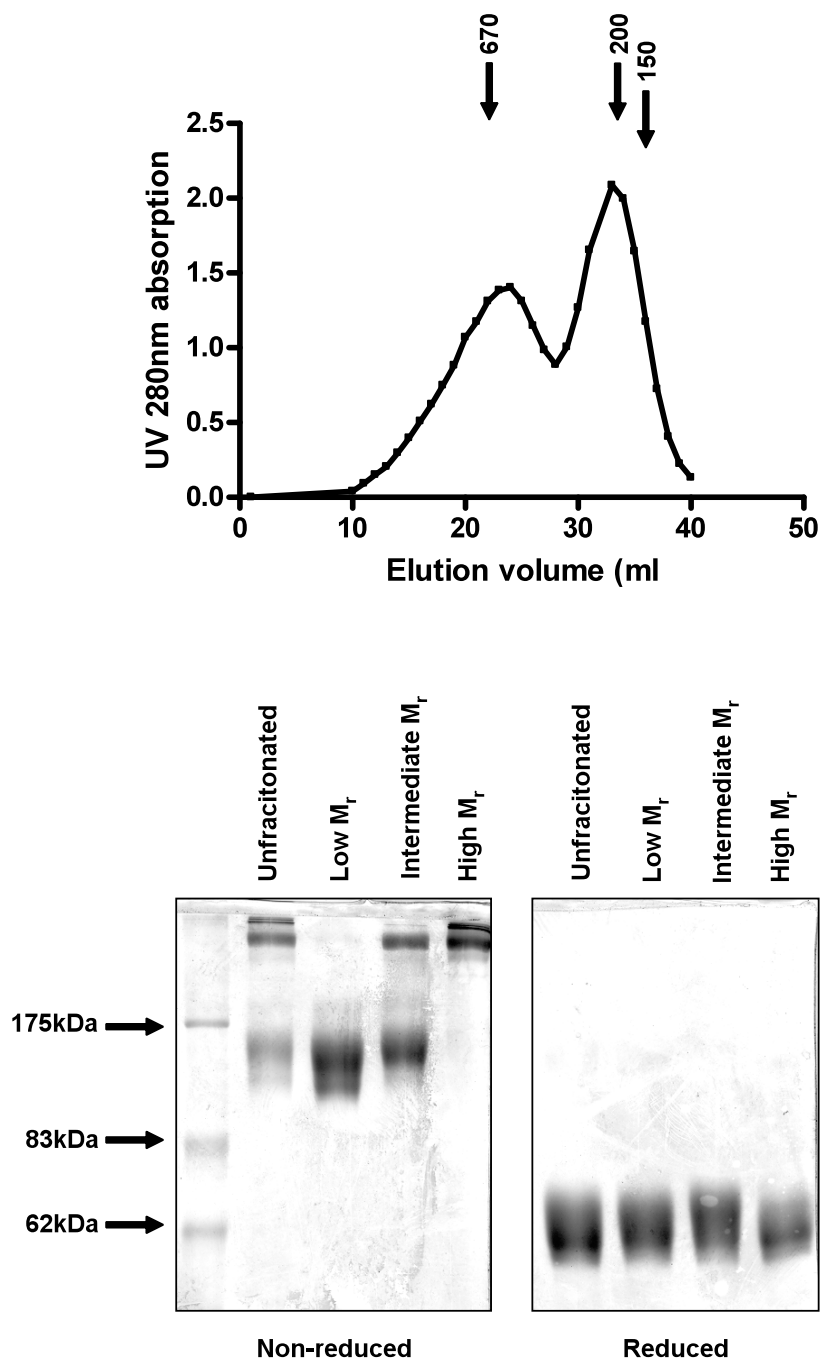 670
200
150
UV 280nm absorption
2.5
2.0
1.5
1.0
0.5
0.0
0 10 20 30 40 50
Elution volume (ml
Unfracitonated
Low Mr
Intermediate Mr
High Mr
Unfracitonated
Low Mr
Intermediate Mr
High Mr
175kDa
83kDa
62kDa
Non-reduced
Reduced